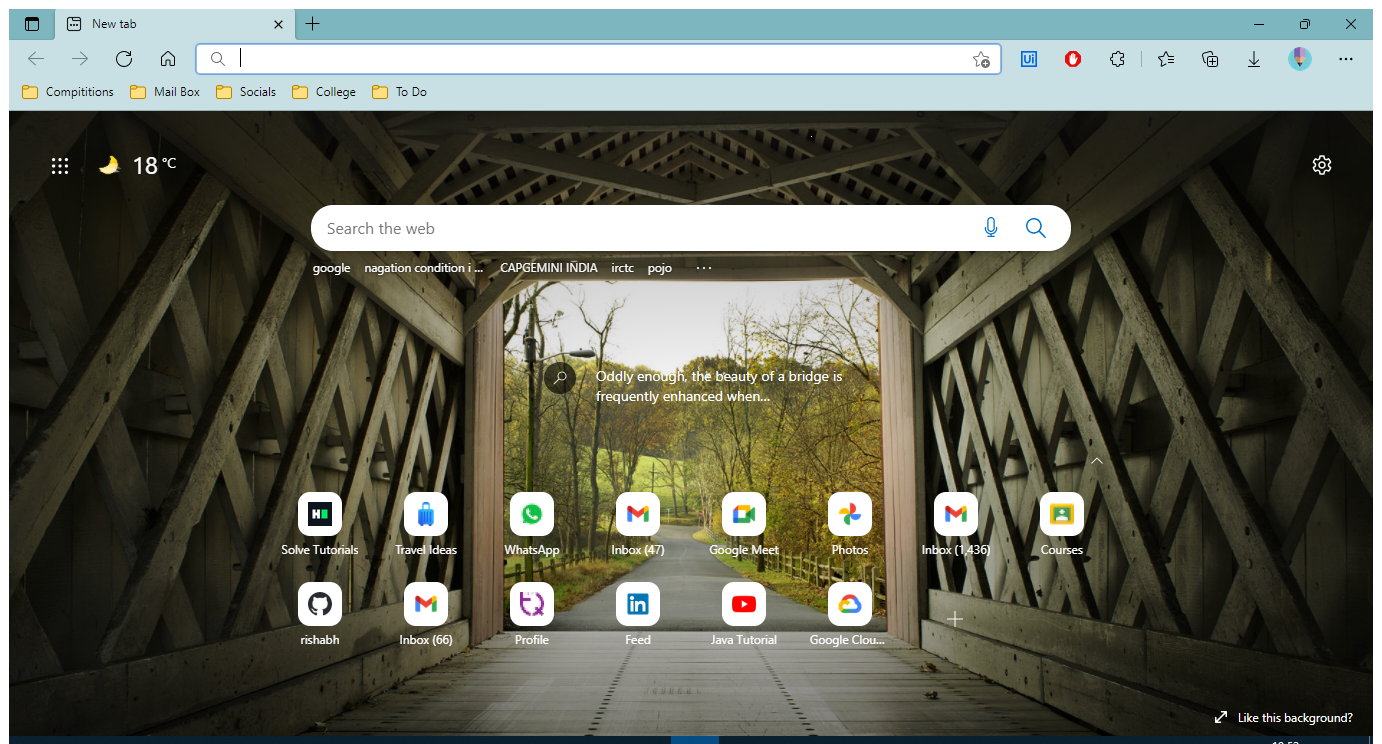 New tab
Ui
Compititions Mail Box Socials College To Do
18 °C
Search the web
google nagation condition i ... CAPGEMINI INDIA irctc pojo ...
Oddly enough, the beauty of a bridge is
frequently enhanced when...
Solve Tutorials Travel Ideas WhatsApp Inbox (47) Google Meet Photos Inbox (1,436) Courses
rishabh Inbox (66) Profile Feed Java Tutorial Google Clou...
Like this background?